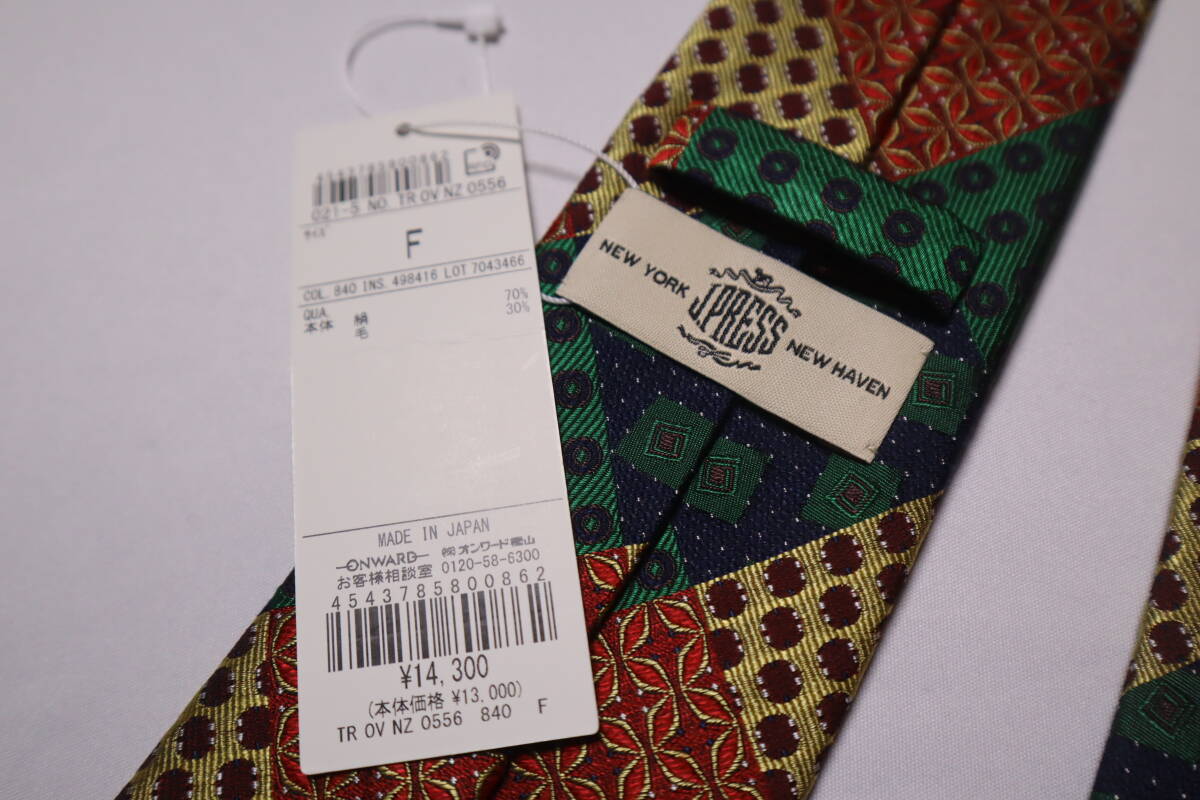 4543785800862
021-5 NO. TR OV NZ 0556
サイズ
F
COL. 840 INS. 498416 LOT 7043466
QUA.
本体 絹 70%
毛 30%
MADE IN JAPAN
ONWARD ㈱オンワード樫山
お客様相談室 0120-58-6300
4543785800862
¥14,300
(本体価格 ¥13,000)
TR OV NZ 0556 840 F
NEW YORK
J.PRESS
NEW HAVEN